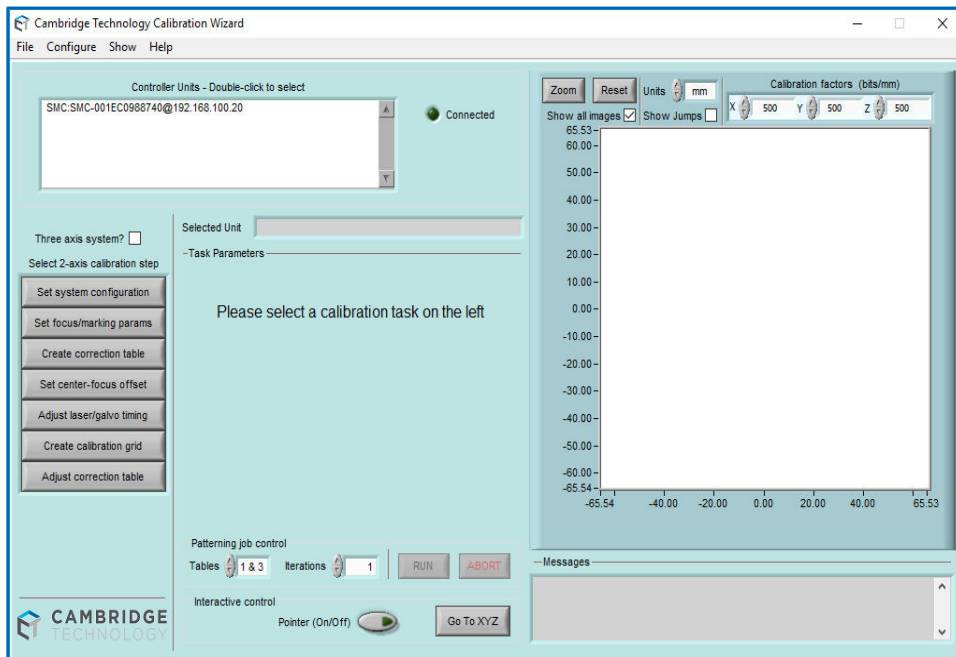 Cambridge Technology Calibration Wizard
File Configure Show Help
Controller Units - Double-click to select
SMC:SMC-001EC0988740@192.168.100.20
Connected
Zoom Reset Units mm
Calibration factors (bits/mm)
X 500 Y 500 Z 500
Show all images Show Jumps
65.53
60.00
50.00
40.00
30.00
20.00
10.00
0.00
-10.00
-20.00
-30.00
-40.00
-50.00
-60.00
-65.54
-65.54 -40.00 -20.00 0.00 20.00 40.00 65.53
Three axis system?
Select 2-axis calibration step
Set system configuration
Set focus/marking params
Create correction table
Set center-focus offset
Adjust laser/galvo timing
Create calibration grid
Adjust correction table
Selected Unit
Task Parameters
Please select a calibration task on the left
Patterning job control
Tables 1 & 3 Iterations 1 RUN ABORT
Interactive control
Pointer (On/Off) Go To XYZ
Messages
CAMBRIDGE
TECHNOLOGY